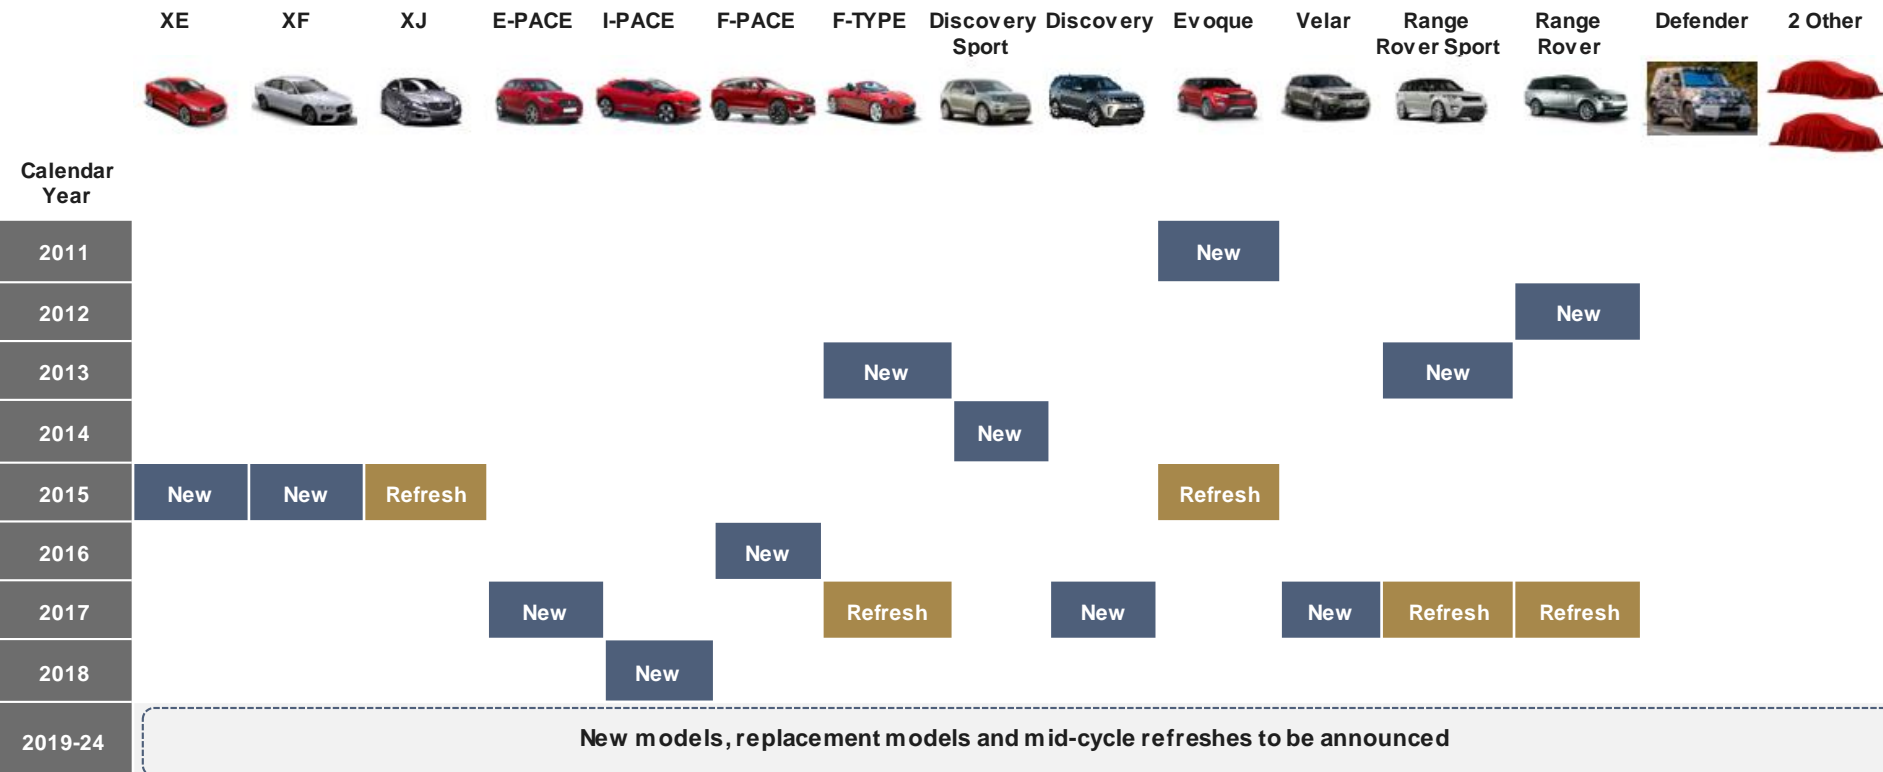 XE XF XJ E-PACE I-PACE F-PACE F-TYPE Discovery Discovery Evoque Velar Range Range Defender 2 Other
Sport Rover Sport Rover
Calendar
Year
2011 New
2012 New
2013 New New
2014 New
2015 New New Refresh Refresh
2016 New
2017 New Refresh New New Refresh Refresh
2018 New
2019-24 New models, replacement models and mid-cycle refreshes to be announced